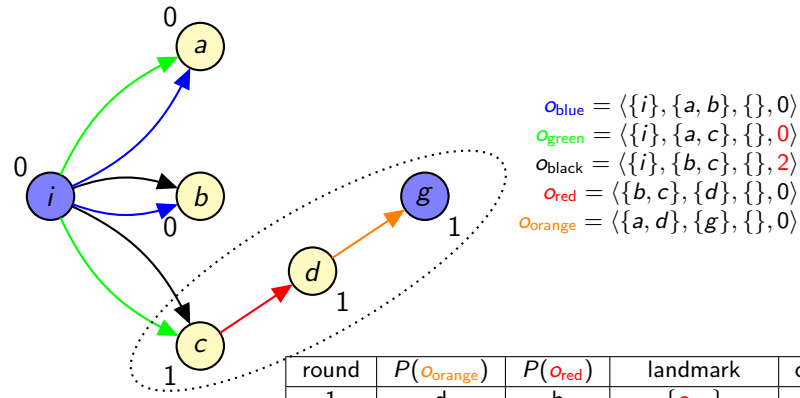 0
a
0
i
b
0
g
1
d
1
c
1
o_blue = ⟨{i}, {a, b}, {}, 0⟩
o_green = ⟨{i}, {a, c}, {}, 0⟩
o_black = ⟨{i}, {b, c}, {}, 2⟩
o_red = ⟨{b, c}, {d}, {}, 0⟩
o_orange = ⟨{a, d}, {g}, {}, 0⟩
round P(o_orange) P(o_red) landmark